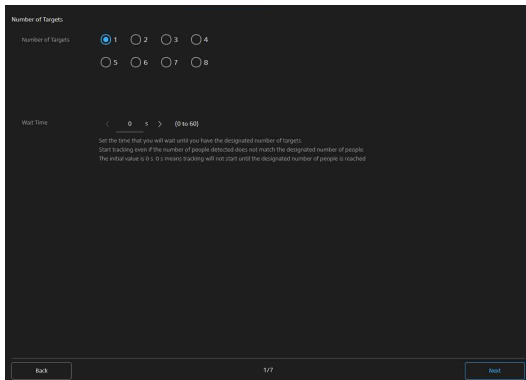 Number of Targets
Number of Targets 1 2 3 4
5 6 7 8
Wait Time < 0 s > (0 to 60)
Set the time that you will wait until you have the designated number of targets.
Start tracking even if the number of people detected does not match the designated number of people.
The initial value is 0 s. 0 s means tracking will not start until the designated number of people is reached
Back 1/7 Next